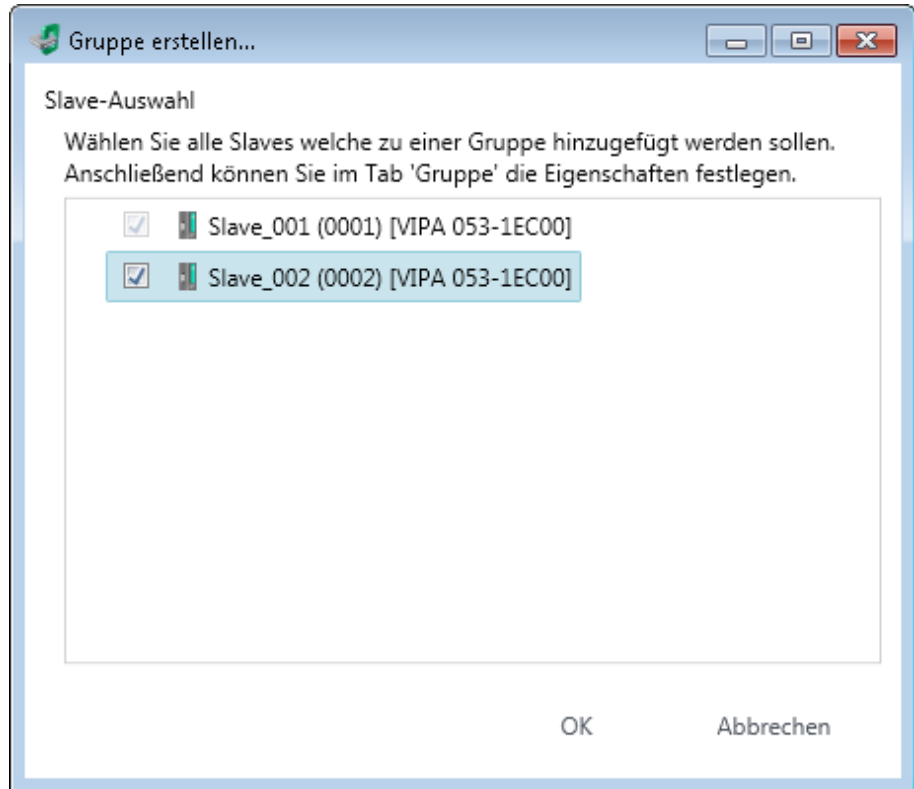 Gruppe erstellen...
Slave-Auswahl
Wählen Sie alle Slaves welche zu einer Gruppe hinzugefügt werden sollen.
Anschließend können Sie im Tab 'Gruppe' die Eigenschaften festlegen.
Slave_001 (0001) [VIPA 053-1EC00]
Slave_002 (0002) [VIPA 053-1EC00]
OK Abbrechen